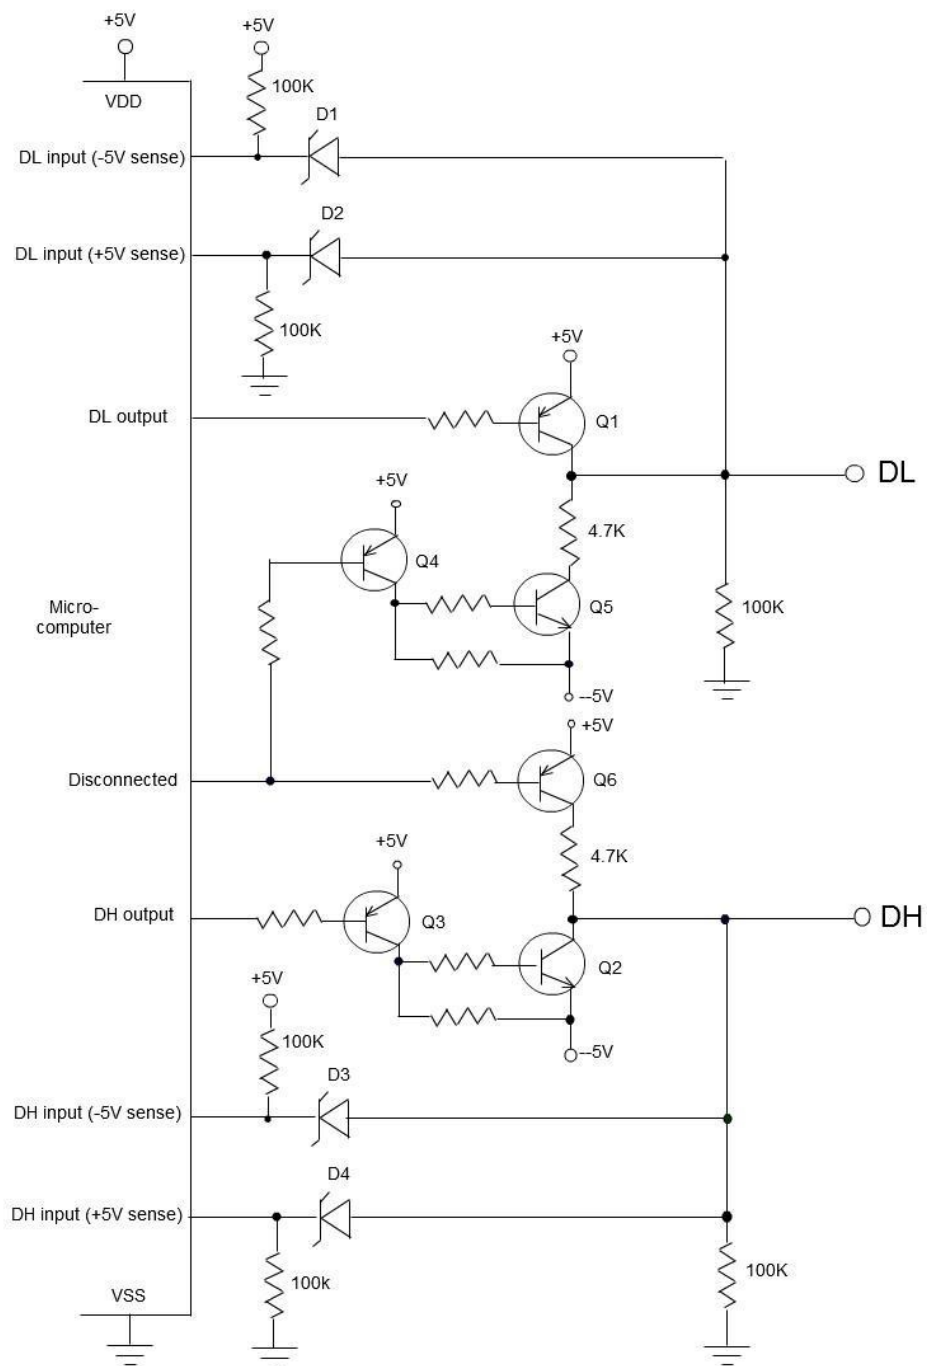 +5V
+5V
VDD
100K
D1
DL input (-5V sense)
D2
DL input (+5V sense)
100K
+5V
DL output
Q1
DL
+5V
4.7K
Q4
Q5
100K
Micro-
computer
--5V
+5V
Disconnected
Q6
+5V
4.7K
DH output
Q3
DH
Q2
+5V
100K
--5V
D3
DH input (-5V sense)
D4
DH input (+5V sense)
100k
100K
VSS